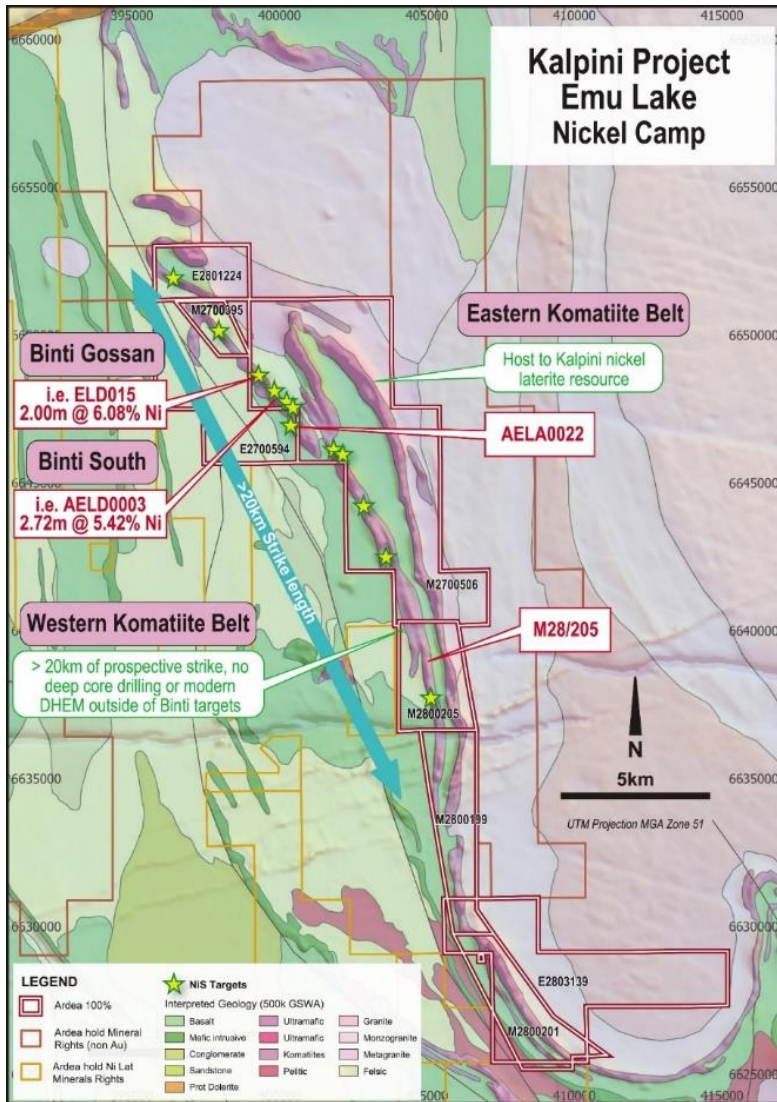 395000
400000
405000
410000
415000
6660000
Kalpini Project
Emu Lake
Nickel Camp
6655000
6655000
E2801224
M2700395
6650000
Eastern Komatiite Belt
Host to Kalpini nickel
laterite resource
Binti Gossan
i.e. ELD015
2.00m @ 6.08% Ni
AELA0022
E2700594
Binti South
i.e. AELD0003
2.72m @ 5.42% Ni
6645000
>20km Strike length
M2700506
Western Komatiite Belt
> 20km of prospective strike, no
deep core drilling or modern
DHEM outside of Binti targets
6640000
M28/205
M2800205
N
5km
UTM Projection MGA Zone 51
6635000
6635000
M2800199
6630000
6630000
E2803139
M2800201
LEGEND
Ardea 100%
Ardea hold Mineral
Rights (non Au)
Ardea hold Ni Lat
Minerals Rights
NiS Targets
Interpreted Geology (500k GSWA)
Basalt
Mafic intrusive
Conglomerate
Sandstone
Prot Dolerite
Ultramafic
Ultramafic
Komatiites
Pelitic
Granite
Monzogranite
Metagranite
Felsic
6625000
405000
410000
415000